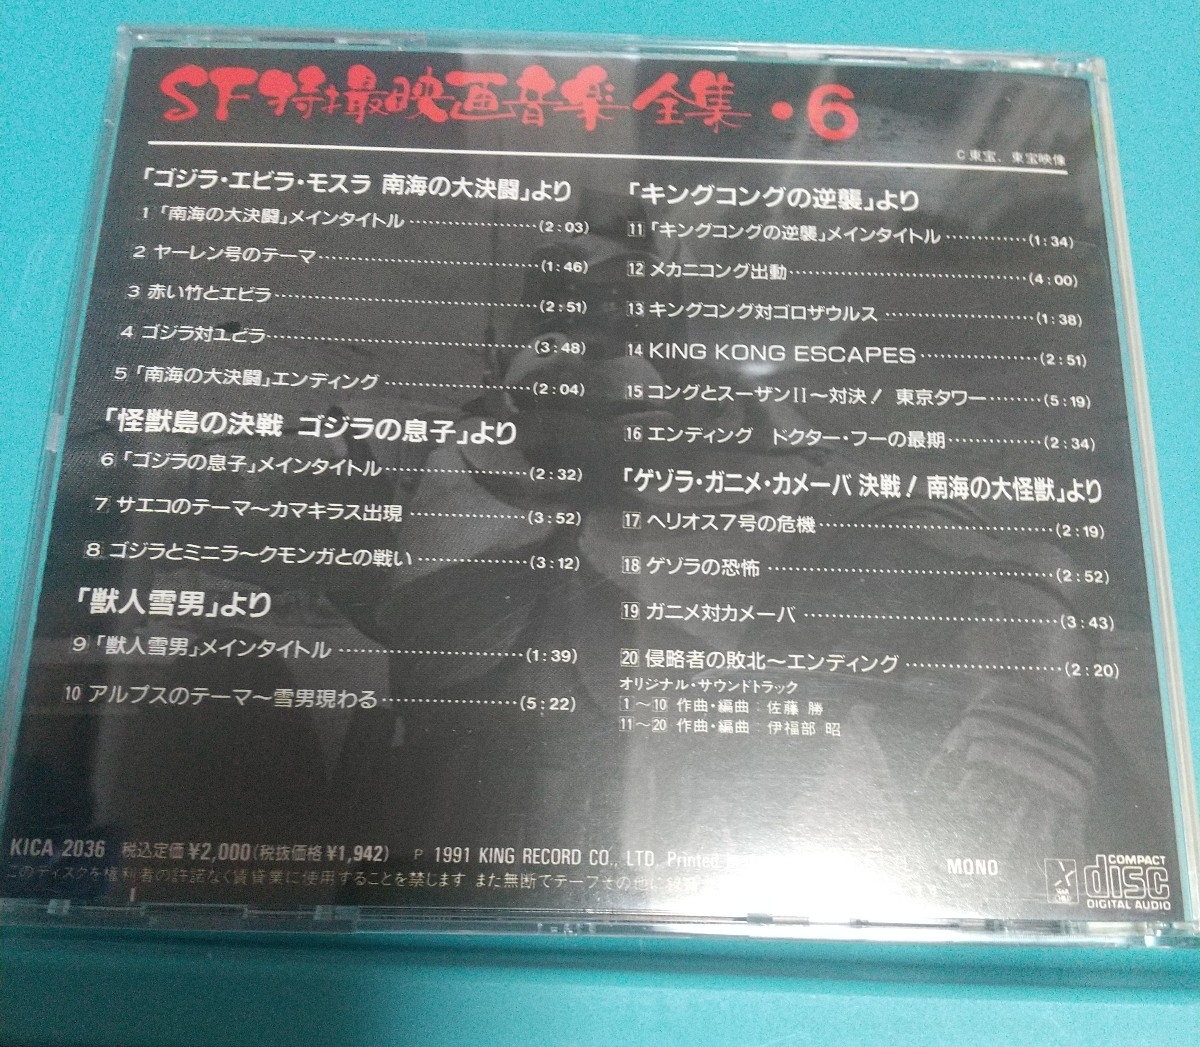 SF特撮映画音楽全集・6
©東宝、東宝映像
「ゴジラ・エビラ・モスラ 南海の大決闘」より
1 「南海の大決闘」メインタイトル……………(2:03)
2 ヤーレン号のテーマ……………(1:46)
3 赤い竹とエビラ……………(2:51)
4 ゴジラ対エビラ……………(3:48)
5 「南海の大決闘」エンディング……………(2:04)
「怪獣島の決戦 ゴジラの息子」より
6 「ゴジラの息子」メインタイトル……………(2:32)
7 サエコのテーマ〜カマキラス出現……………(3:52)
8 ゴジラとミニラ〜クモンガとの戦い……………(3:12)
「獣人雪男」より
9 「獣人雪男」メインタイトル……………(1:39)
10 アルプスのテーマ〜雪男現わる……………(5:22)
「キングコングの逆襲」より
11 「キングコングの逆襲」メインタイトル……………(1:34)
12 メカニコング出動……………(4:00)
13 キングコング対ゴロザウルス……………(1:38)
14 KING KONG ESCAPES……………(2:51)
15 コングとスーザンII〜対決! 東京タワー……………(5:19)
16 エンディング ドクター・フーの最期……………(2:34)
「ゲゾラ・ガニメ・カメーバ 決戦! 南海の大怪獣」より
17 ヘリオス7号の危機……………(2:19)
18 ゲゾラの恐怖……………(2:52)
19 ガニメ対カメーバ……………(3:43)
20 侵略者の敗北〜エンディング……………(2:20)
オリジナル・サウンドトラック
1〜10 作曲・編曲:佐藤 勝
11〜20 作曲・編曲:伊福部 昭
KICA 2036 税込定価¥2,000(税抜価格¥1,942) ℗ 1991 KING RECORD CO., LTD. Printed
このディスクを権利者の許諾なく賃貸業に使用することを禁じます また無断でテープその他に
MONO
COMPACT
disc
DIGITAL AUDIO